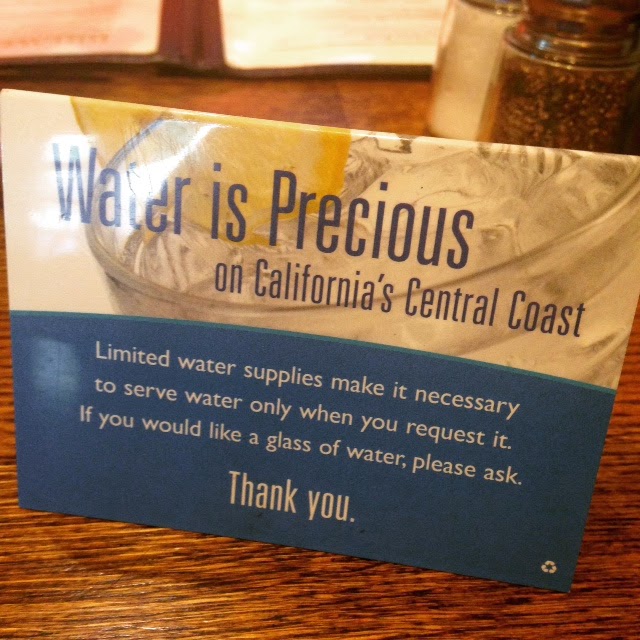 Water is Precious
on California's Central Coast
Limited water supplies make it necessary
to serve water only when you request it.
If you would like a glass of water, please ask.
Thank you.